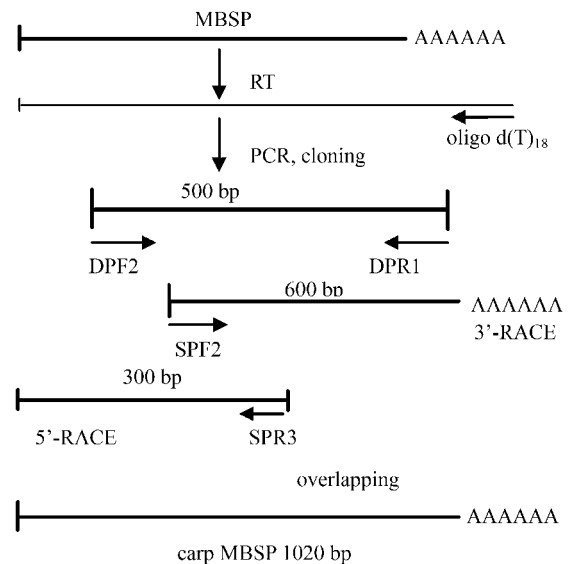 MBSP
AAAAAA
RT
oligo d(T)18
PCR, cloning
500 bp
DPF2
DPR1
600 bp
AAAAAA
SPF2
3’-RACE
300 bp
5’-RACE
SPR3
overlapping
AAAAAA
carp MBSP 1020 bp